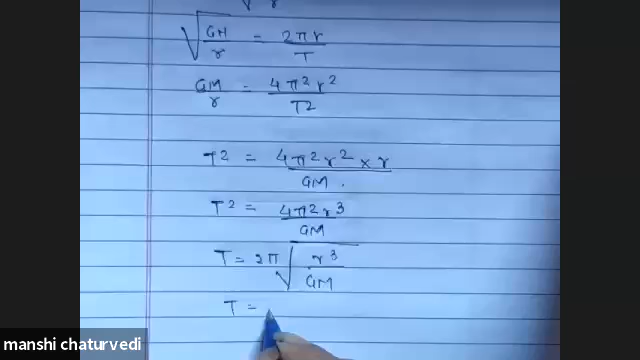 √GM/r = 2πr/T
GM/r = 4π²r²/T2
T² = 4π²r² × r/GM.
T² = 4π²r³/GM
T = 2π√r³/GM
T =
manshi chaturvedi